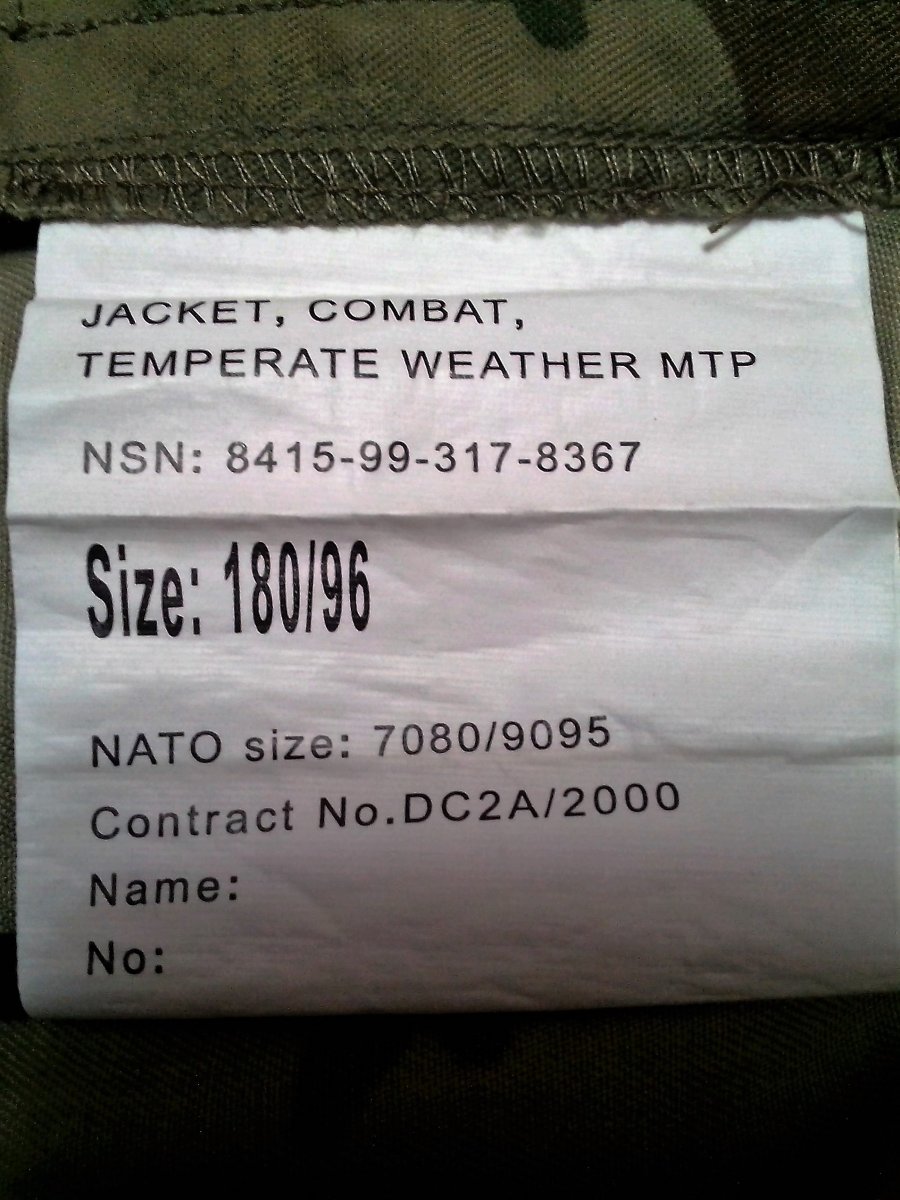 JACKET, COMBAT,
TEMPERATE WEATHER MTP
NSN: 8415-99-317-8367
Size: 180/96
NATO size: 7080/9095
Contract No.DC2A/2000
Name:
No: